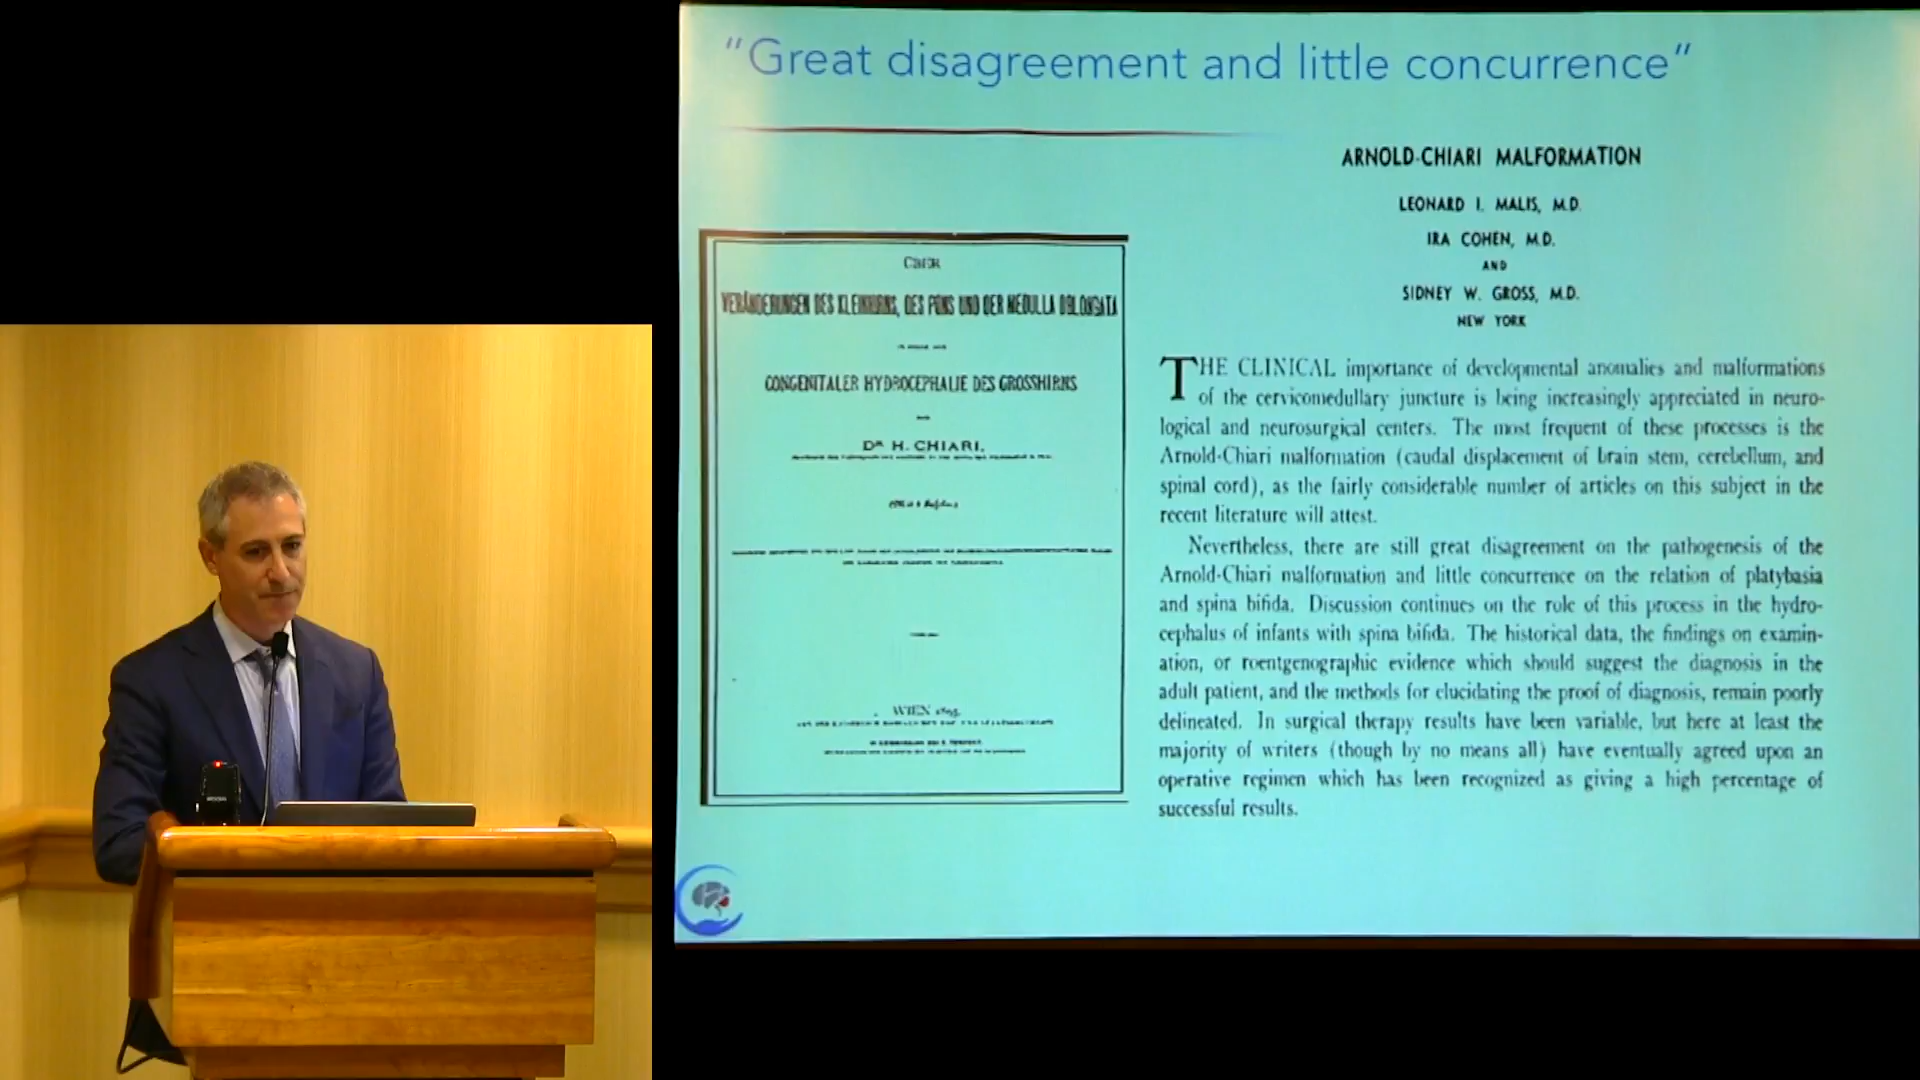 “Great disagreement and little concurrence”
VERÄNDERUNGEN DES KLEINHIRNS, DES PONS UND DER MEDULLA OBLONGATA
CONGENITALER HYDROCEPHALIE DES GROSSHIRNS
DR H. CHIARI,
WIEN
ARNOLD-CHIARI MALFORMATION
LEONARD I. MALIS, M.D.
IRA COHEN, M.D.
AND
SIDNEY W. GROSS, M.D.
NEW YORK
THE CLINICAL importance of developmental anomalies and malformations
of the cervicomedullary juncture is being increasingly appreciated in neuro-
logical and neurosurgical centers. The most frequent of these processes is the
Arnold-Chiari malformation (caudal displacement of brain stem, cerebellum, and
spinal cord), as the fairly considerable number of articles on this subject in the
recent literature will attest.
Nevertheless, there are still great disagreement on the pathogenesis of the
Arnold-Chiari malformation and little concurrence on the relation of platybasia
and spina bifida. Discussion continues on the role of this process in the hydro-
cephalus of infants with spina bifida. The historical data, the findings on examin-
ation, or roentgenographic evidence which should suggest the diagnosis in the
adult patient, and the methods for elucidating the proof of diagnosis, remain poorly
delineated. In surgical therapy results have been variable, but here at least the
majority of writers (though by no means all) have eventually agreed upon an
operative regimen which has been recognized as giving a high percentage of
successful results.